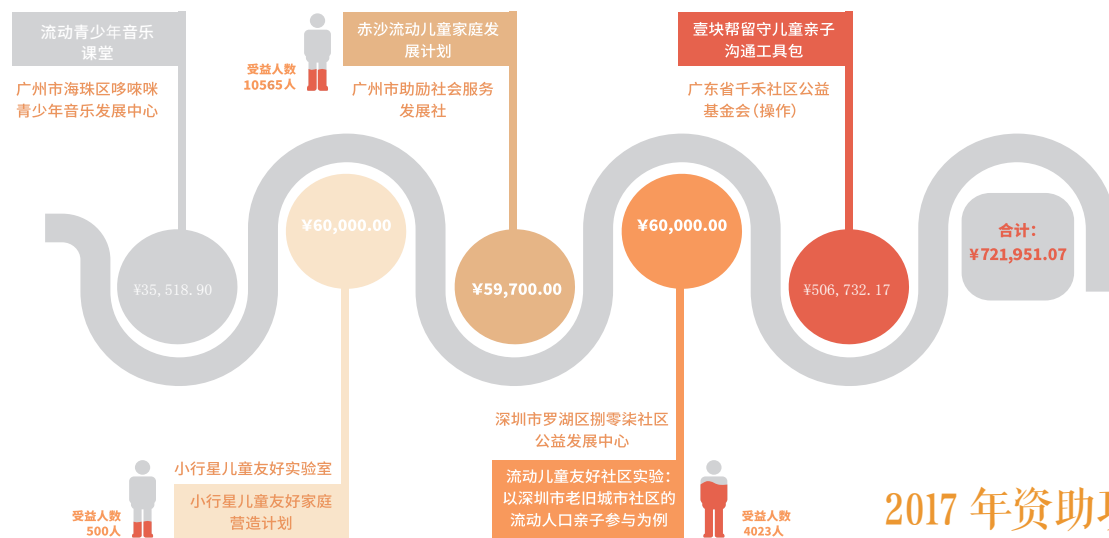 流动青少年音乐
课堂
广州市海珠区哆唻咪
青少年音乐发展中心
¥35,518.90
受益人数
10565人
¥60,000.00
小行星儿童友好实验室
小行星儿童友好家庭
营造计划
受益人数
500人
赤沙流动儿童家庭发
展计划
广州市助励社会服务
发展社
¥59,700.00
¥60,000.00
深圳市罗湖区捌零柒社区
公益发展中心
流动儿童友好社区实验：
以深圳市老旧城市社区的
流动人口亲子参与为例
受益人数
4023人
壹块帮留守儿童亲子
沟通工具包
广东省千禾社区公益
基金会（操作）
¥506,732.17
合计：
¥721,951.07
2017 年资助